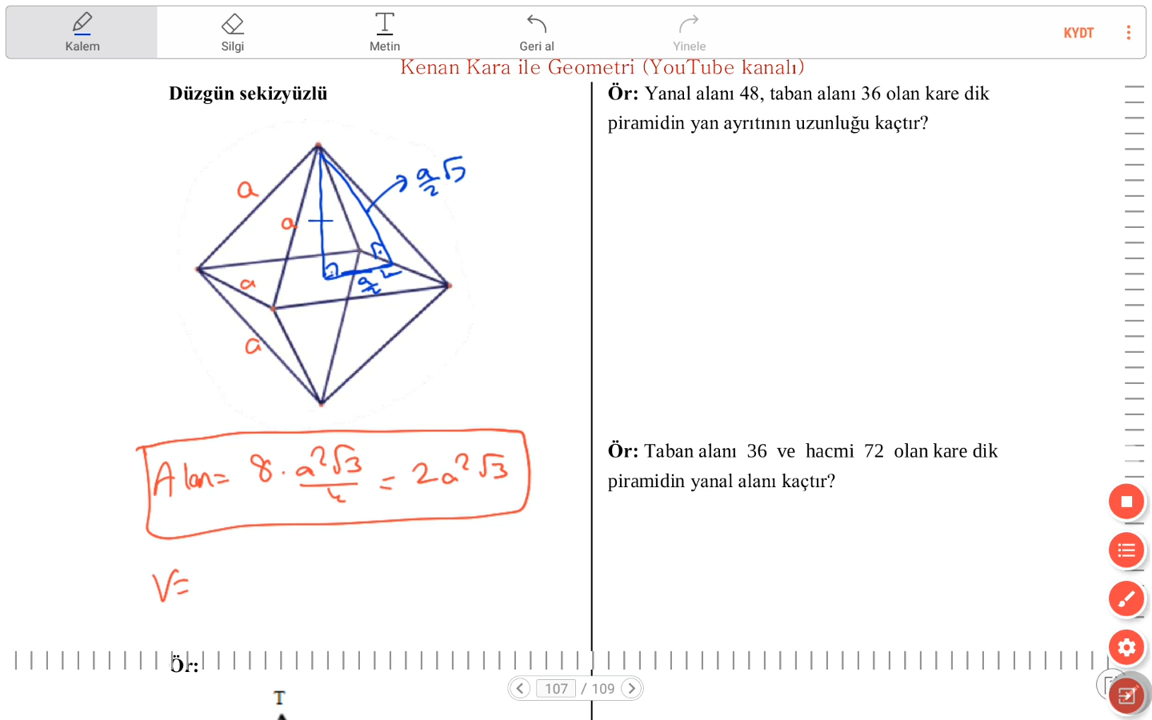 Kalem
Silgi
Metin
Geri al
Yinele
KYDT
Kenan Kara ile Geometri (YouTube kanalı)
Düzgün sekizyüzlü
a
a
a
a
a/2 √3
a/2
Alan = 8 · a²√3/4 = 2a²√3
V=
Ör:
T
Ör: Yanal alanı 48, taban alanı 36 olan kare dik
piramidin yan ayrıtının uzunluğu kaçtır?
Ör: Taban alanı 36 ve hacmi 72 olan kare dik
piramidin yanal alanı kaçtır?
107 / 109